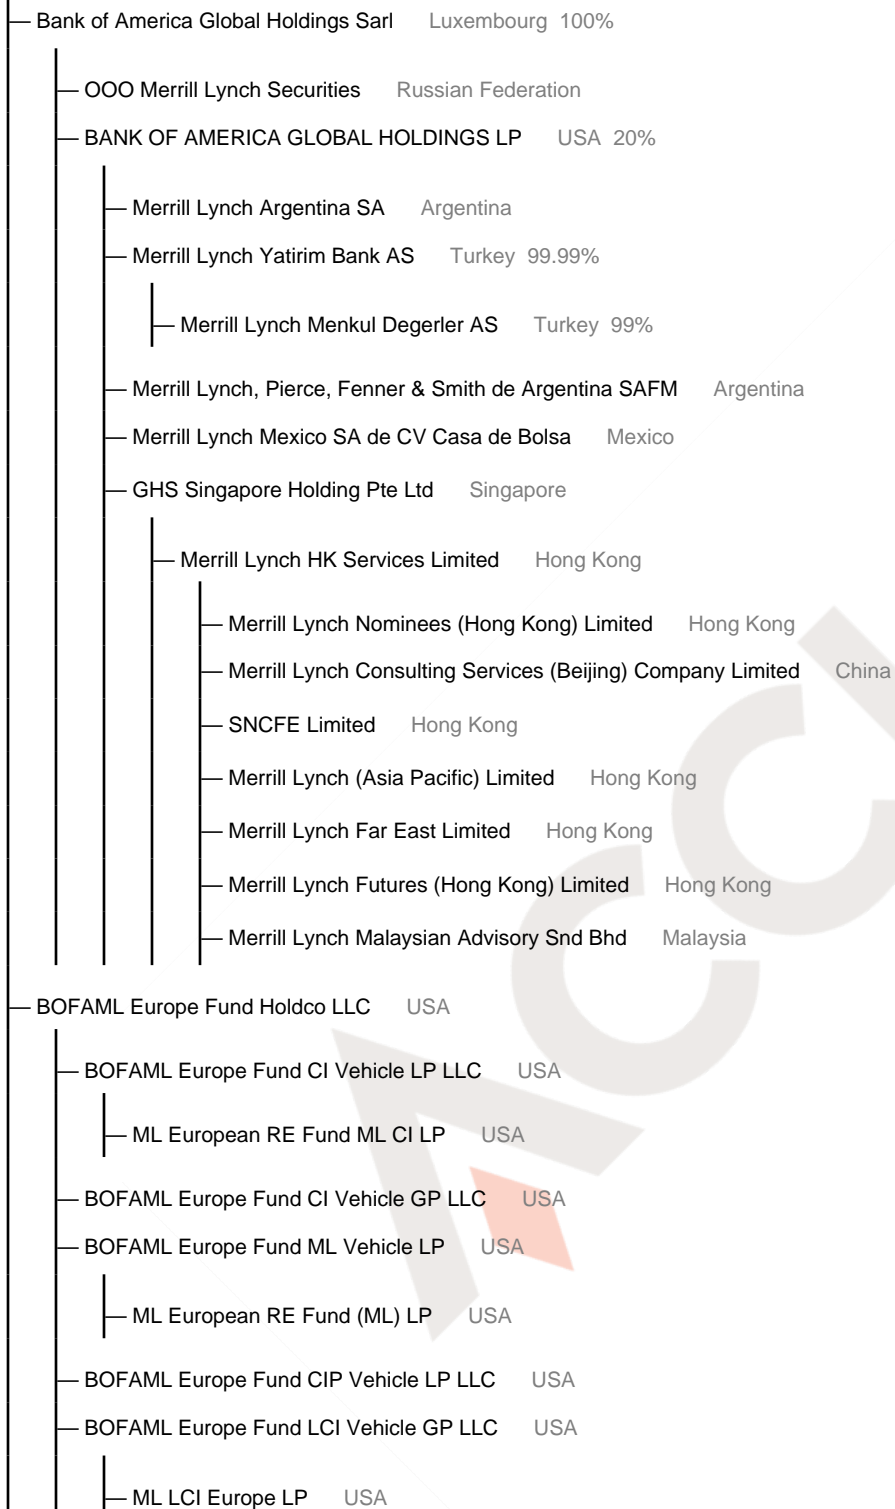 Bank of America Global Holdings Sarl Luxembourg 100%
OOO Merrill Lynch Securities Russian Federation
BANK OF AMERICA GLOBAL HOLDINGS LP USA 20%
Merrill Lynch Argentina SA Argentina
Merrill Lynch Yatirim Bank AS Turkey 99.99%
Merrill Lynch Menkul Degerler AS Turkey 99%
Merrill Lynch, Pierce, Fenner & Smith de Argentina SAFM Argentina
Merrill Lynch Mexico SA de CV Casa de Bolsa Mexico
GHS Singapore Holding Pte Ltd Singapore
Merrill Lynch HK Services Limited Hong Kong
Merrill Lynch Nominees (Hong Kong) Limited Hong Kong
Merrill Lynch Consulting Services (Beijing) Company Limited China
SNCFE Limited Hong Kong
Merrill Lynch (Asia Pacific) Limited Hong Kong
Merrill Lynch Far East Limited Hong Kong
Merrill Lynch Futures (Hong Kong) Limited Hong Kong
Merrill Lynch Malaysian Advisory Snd Bhd Malaysia
BOFAML Europe Fund Holdco LLC USA
BOFAML Europe Fund CI Vehicle LP LLC USA
ML European RE Fund ML CI LP USA
BOFAML Europe Fund CI Vehicle GP LLC USA
BOFAML Europe Fund ML Vehicle LP USA
ML European RE Fund (ML) LP USA
BOFAML Europe Fund CIP Vehicle LP LLC USA
BOFAML Europe Fund LCI Vehicle GP LLC USA
ML LCI Europe LP USA
ACC